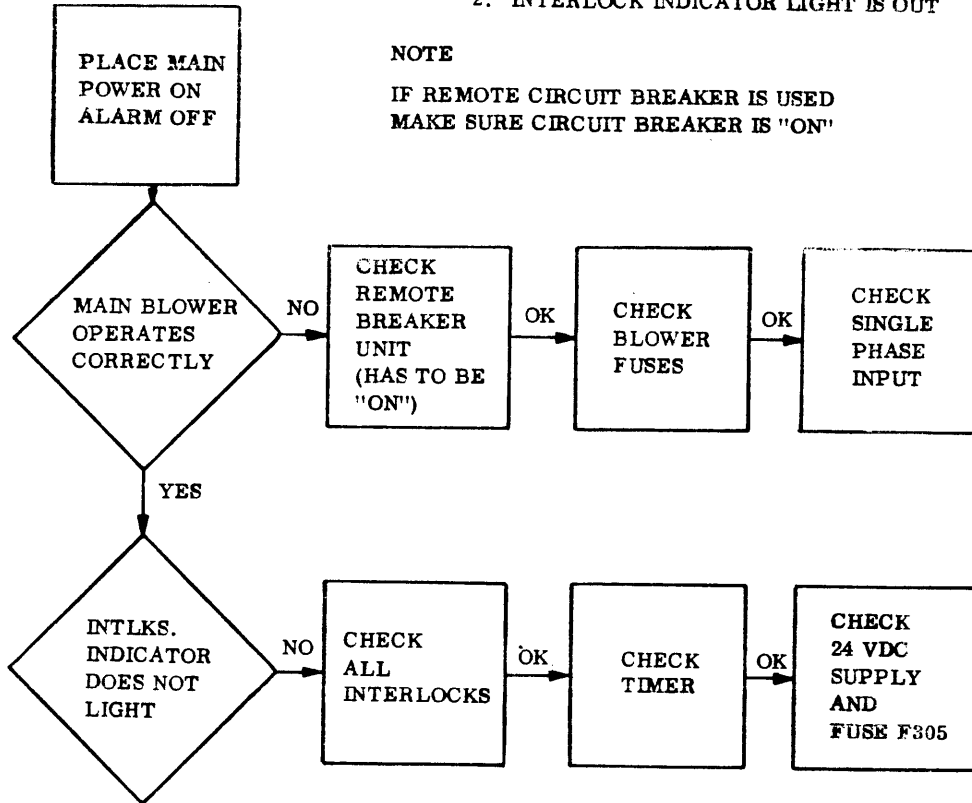 2. INTERLOCK INDICATOR LIGHT IS OUT
NOTE
IF REMOTE CIRCUIT BREAKER IS USED
MAKE SURE CIRCUIT BREAKER IS "ON"
PLACE MAIN
POWER ON
ALARM OFF
MAIN BLOWER
OPERATES
CORRECTLY
NO
CHECK
REMOTE
BREAKER
UNIT
(HAS TO BE
"ON")
OK
CHECK
BLOWER
FUSES
OK
CHECK
SINGLE
PHASE
INPUT
YES
INTLKS.
INDICATOR
DOES NOT
LIGHT
NO
CHECK
ALL
INTERLOCKS
OK
CHECK
TIMER
OK
CHECK
24 VDC
SUPPLY
AND
FUSE F305